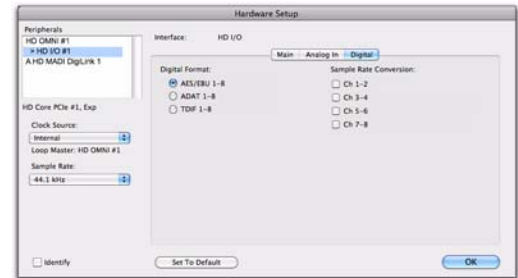 Hardware Setup
Peripherals
HD OMNI #1
> HD I/O #1
A HD MADI DigiLink 1
HD Core PCIe #1, Exp
Clock Source:
Internal
Loop Master: HD OMNI #1
Sample Rate:
44.1 kHz
Identify
Interface: HD I/O
Main Analog In Digital
Digital Format:
AES/EBU 1-8
ADAT 1-8
TDIF 1-8
Sample Rate Conversion:
Ch 1-2
Ch 3-4
Ch 5-6
Ch 7-8
Set To Default
OK